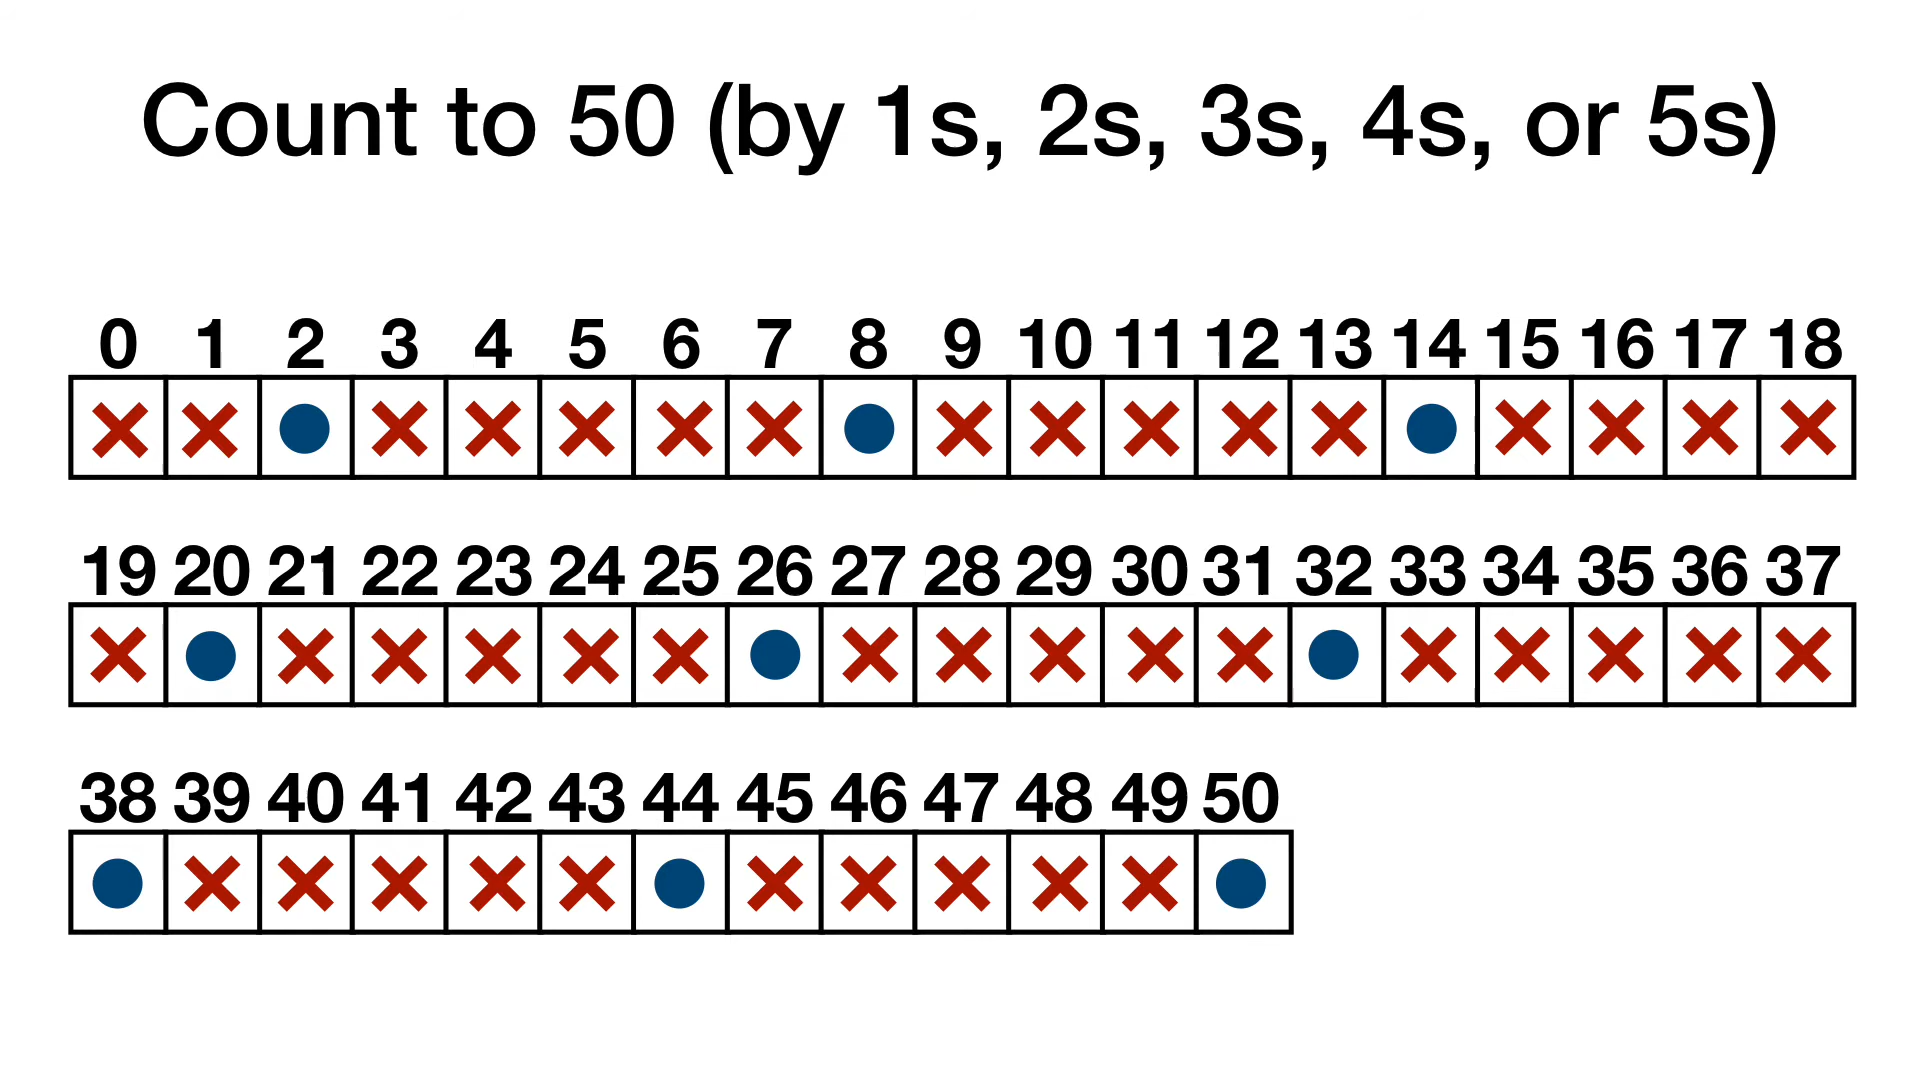 Count to 50 (by 1s, 2s, 3s, 4s, or 5s)
0 1 2 3 4 5 6 7 8 9 10 11 12 13 14 15 16 17 18
19 20 21 22 23 24 25 26 27 28 29 30 31 32 33 34 35 36 37
38 39 40 41 42 43 44 45 46 47 48 49 50